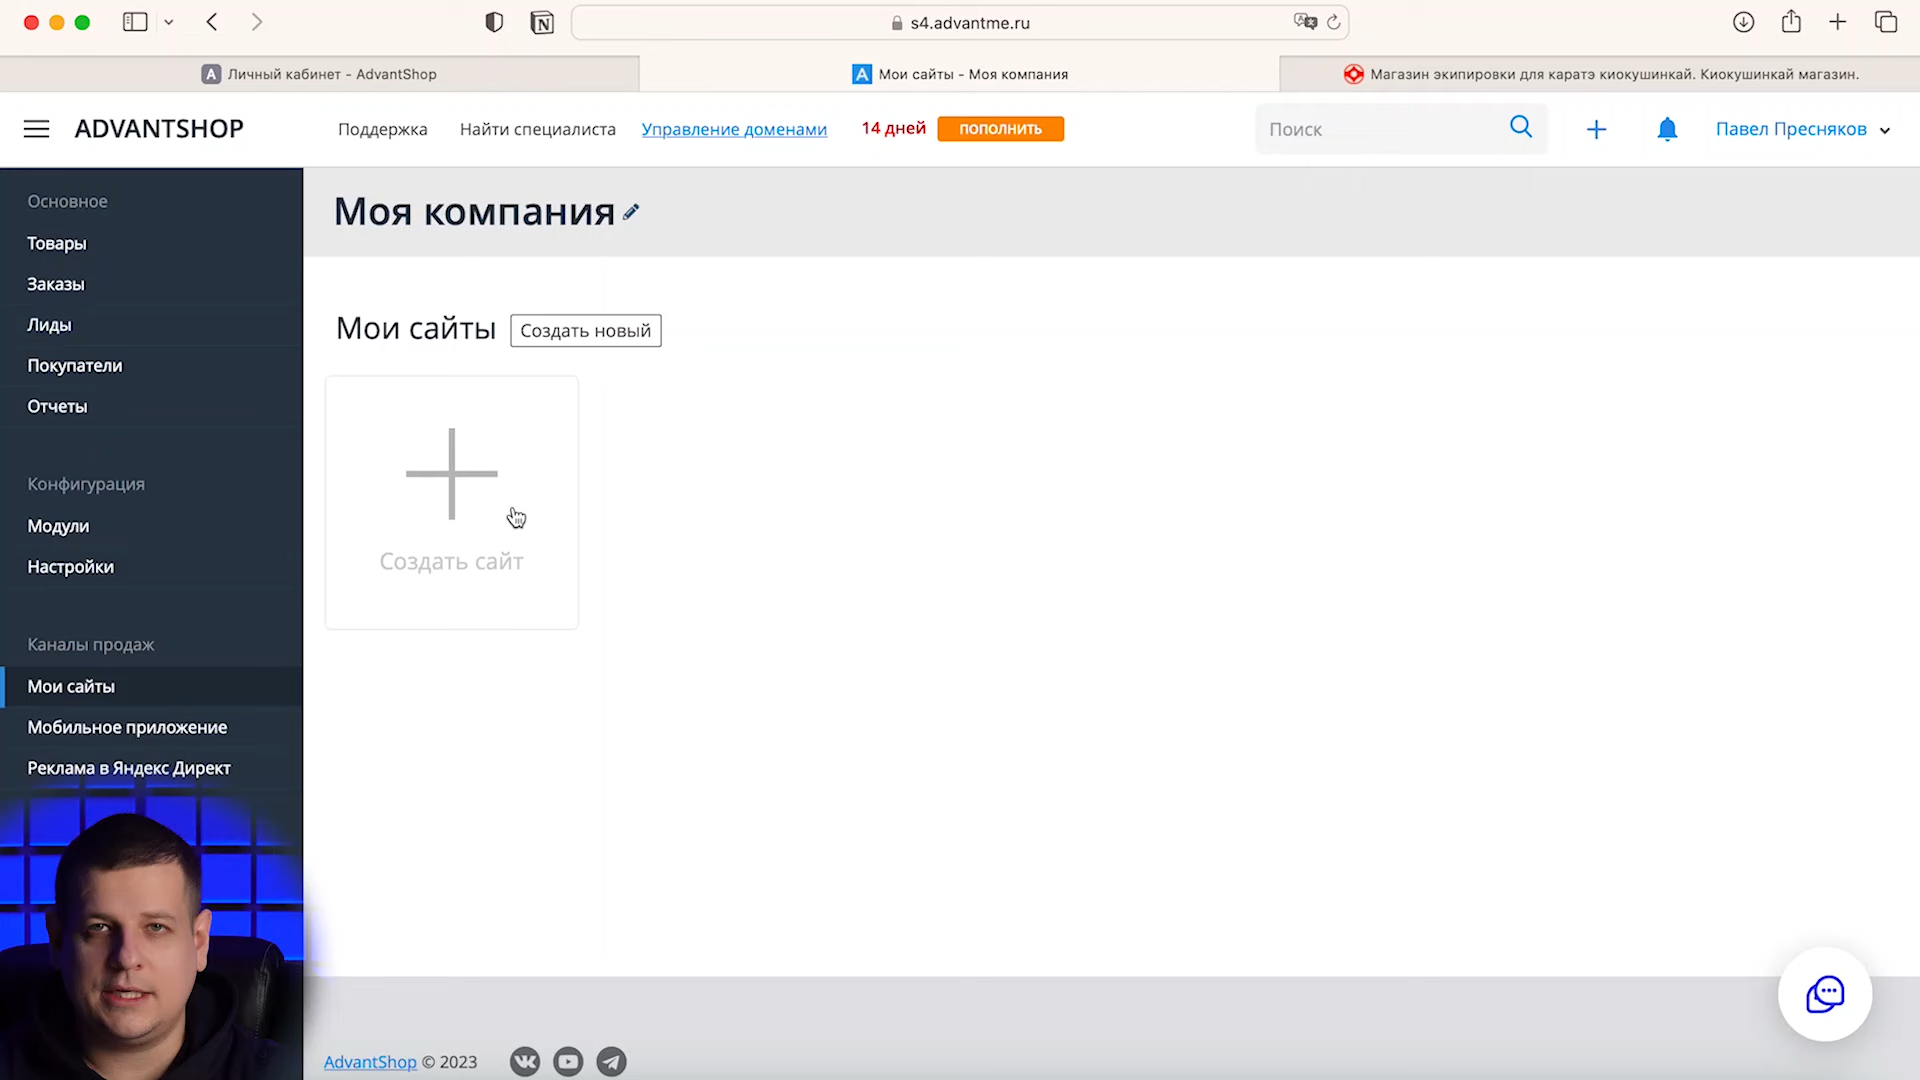 s4.advantme.ru
Личный кабинет - AdvantShop
Мои сайты - Моя компания
Магазин экипировки для каратэ киокушинкай. Киокушинкай магазин.
ADVANTSHOP
Поддержка
Найти специалиста
Управление доменами
14 дней
ПОПОЛНИТЬ
Поиск
Павел Пресняков
Основное
Товары
Заказы
Лиды
Покупатели
Отчеты
Конфигурация
Модули
Настройки
Каналы продаж
Мои сайты
Мобильное приложение
Реклама в Яндекс Директ
Моя компания
Мои сайты
Создать новый
Создать сайт
AdvantShop © 2023